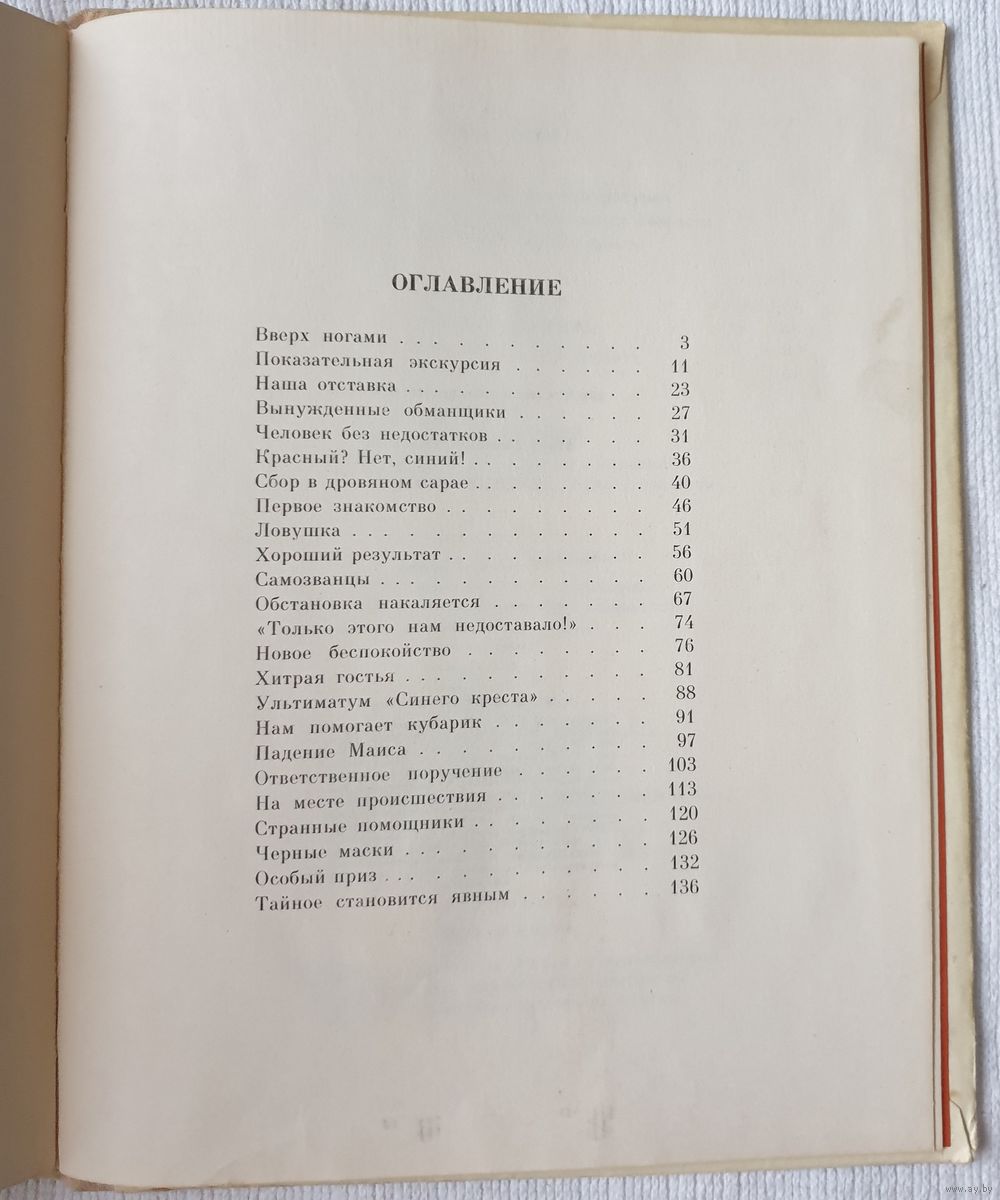 ОГЛАВЛЕНИЕ
Вверх ногами . . . . . . . . . . . 3
Показательная экскурсия . . . . . . 11
Наша отставка . . . . . . . . . . . 23
Вынужденные обманщики . . . . . . 27
Человек без недостатков . . . . . . . 31
Красный? Нет, синий! . . . . . . . . 36
Сбор в дровяном сарае . . . . . . . . 40
Первое знакомство . . . . . . . . . 46
Ловушка . . . . . . . . . . . . . 51
Хороший результат . . . . . . . . . 56
Самозванцы . . . . . . . . . . . . 60
Обстановка накаляется . . . . . . . 67
«Только этого нам недоставало!» . . . 74
Новое беспокойство . . . . . . . . 76
Хитрая гостья . . . . . . . . . . . 81
Ультиматум «Синего креста» . . . . . 88
Нам помогает кубарик . . . . . . . 91
Падение Маиса . . . . . . . . . . 97
Ответственное поручение . . . . . . 103
На месте происшествия . . . . . . . 113
Странные помощники . . . . . . . . 120
Черные маски . . . . . . . . . . . 126
Особый приз . . . . . . . . . . . . 132
Тайное становится явным . . . . . . 136
www.ay.by